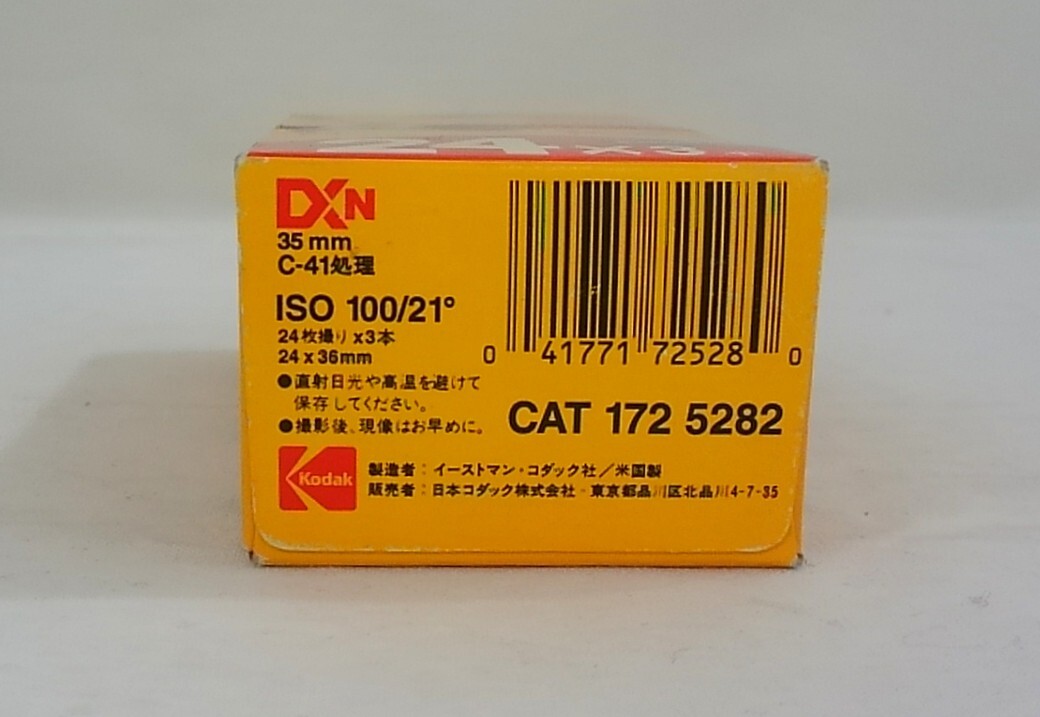 24 x 3
DXN
35 mm
C-41処理
ISO 100/21°
24枚撮り x3本
24 x 36mm
●直射日光や高温を避けて
保存してください。
●撮影後、現像はお早めに。
0 41771 72528 0
CAT 172 5282
Kodak
製造者：イーストマン・コダック社／米国製
販売者：日本コダック株式会社・東京都品川区北品川4-7-35